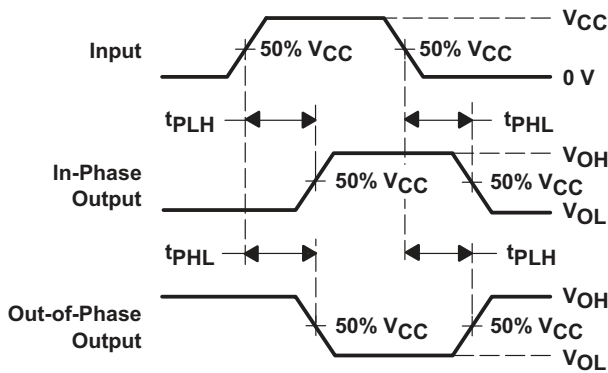 VCC
Input
50% VCC
50% VCC
0 V
tPLH
tPHL
In-Phase
Output
VOH
50% VCC
50% VCC
VOL
tPHL
tPLH
Out-of-Phase
Output
VOH
50% VCC
50% VCC
VOL